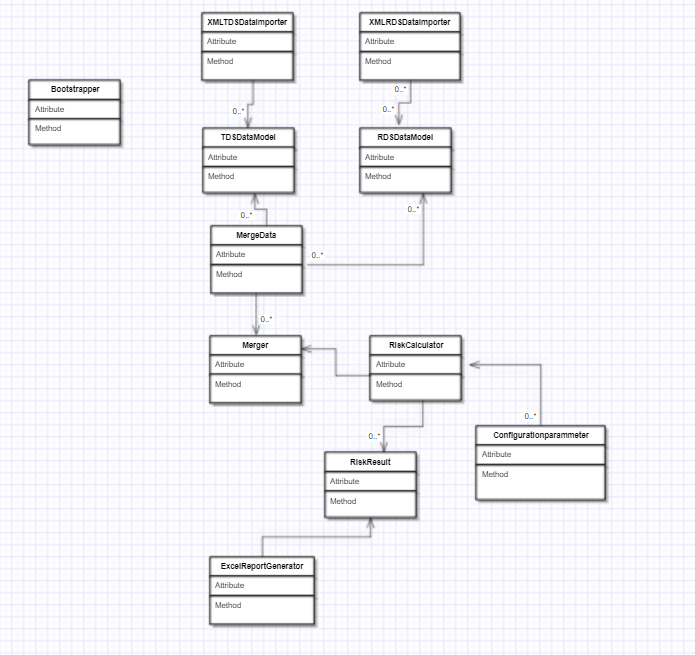 XMLTDSDataImporter
Attribute
Method
XMLRDSDataImporter
Attribute
Method
0..*
0..*
0..*
Bootstrapper
Attribute
Method
TDSDataModel
Attribute
Method
RDSDataModel
Attribute
Method
0..*
0..*
MergeData
Attribute
Method
0..*
0..*
Merger
Attribute
Method
RiskCalculator
Attribute
Method
0..*
0..*
Configurationparammeter
Attribute
Method
RiskResult
Attribute
Method
ExcelReportGenerator
Attribute
Method